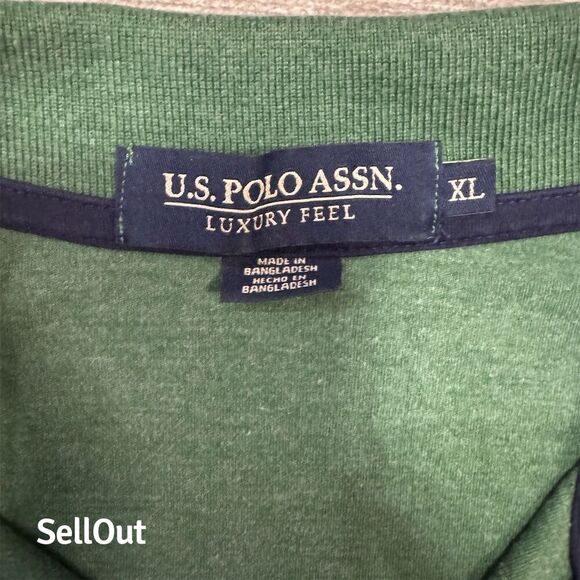 U.S. POLO ASSN.
LUXURY FEEL
XL
MADE IN
BANGLADESH
HECHO EN
BANGLADESH
SellOut